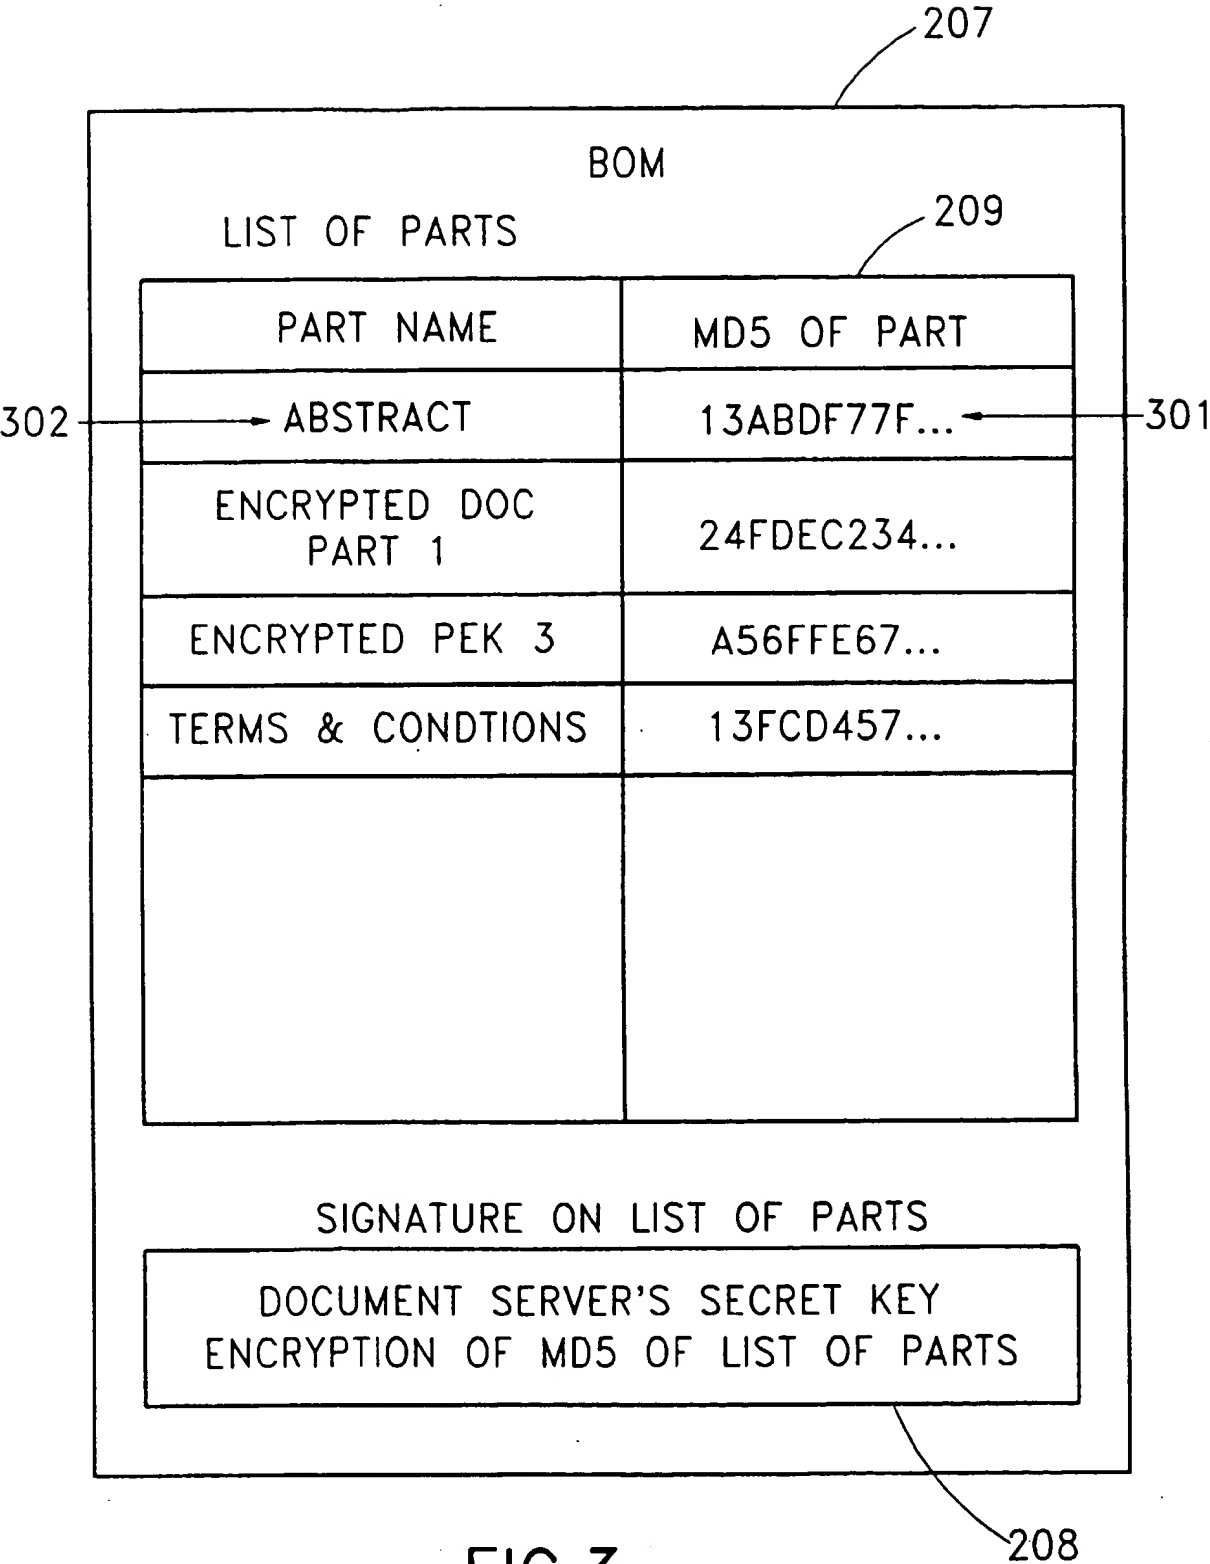 207
BOM
LIST OF PARTS
209
PART NAME
MD5 OF PART
302
ABSTRACT
13ABDF77F...
301
ENCRYPTED DOC
PART 1
24FDEC234...
ENCRYPTED PEK 3
A56FFE67...
TERMS & CONDTIONS
13FCD457...
SIGNATURE ON LIST OF PARTS
DOCUMENT SERVER'S SECRET KEY
ENCRYPTION OF MD5 OF LIST OF PARTS
208
FIG.3